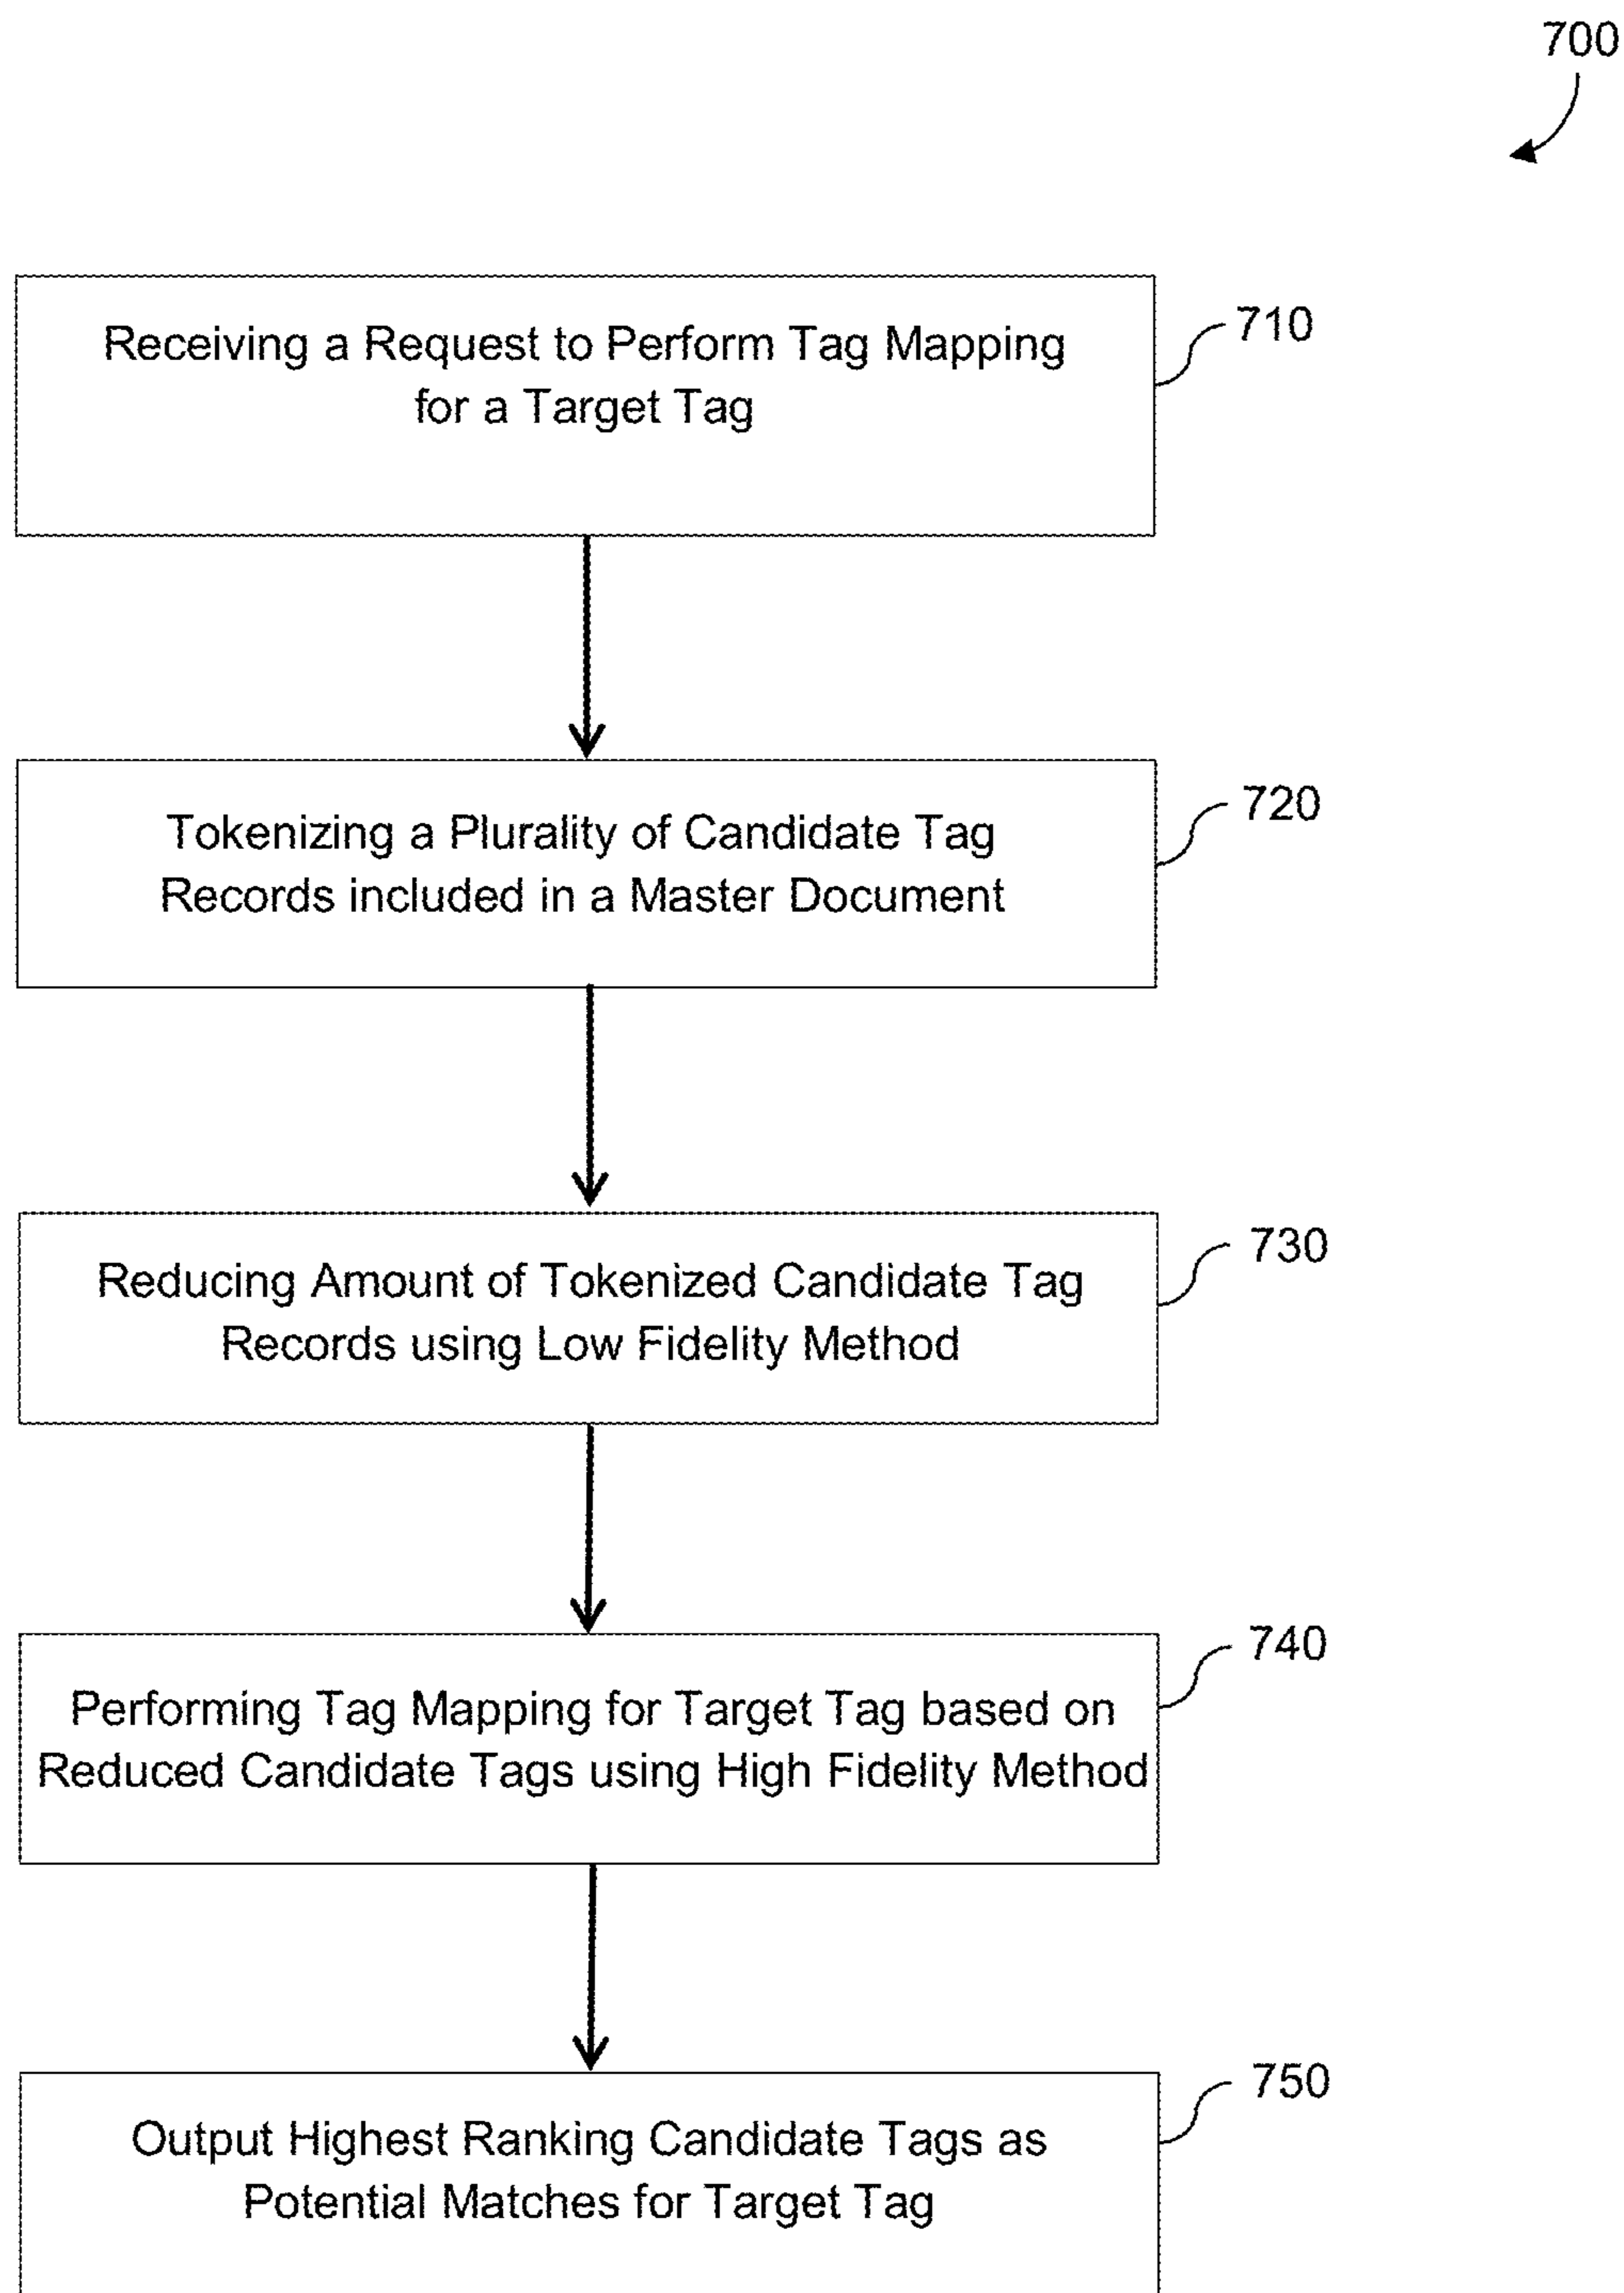 700
Receiving a Request to Perform Tag Mapping
for a Target Tag
710
Tokenizing a Plurality of Candidate Tag
Records included in a Master Document
720
Reducing Amount of Tokenized Candidate Tag
Records using Low Fidelity Method
730
Performing Tag Mapping for Target Tag based on
Reduced Candidate Tags using High Fidelity Method
740
Output Highest Ranking Candidate Tags as
Potential Matches for Target Tag
750